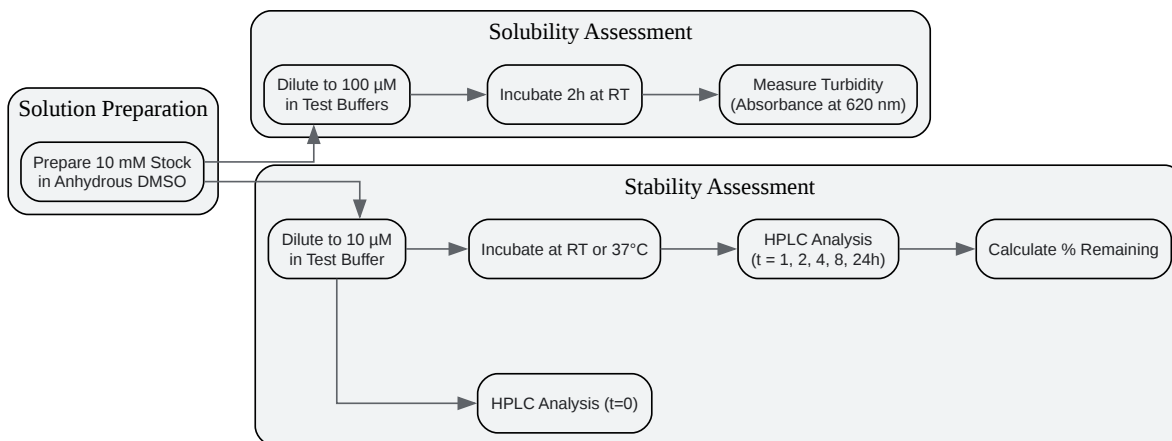 Solution Preparation
Prepare 10 mM Stock
in Anhydrous DMSO
Solubility Assessment
Dilute to 100 µM
in Test Buffers
Incubate 2h at RT
Measure Turbidity
(Absorbance at 620 nm)
Stability Assessment
Dilute to 10 µM
in Test Buffer
Incubate at RT or 37°C
HPLC Analysis
(t = 1, 2, 4, 8, 24h)
Calculate % Remaining
HPLC Analysis (t=0)